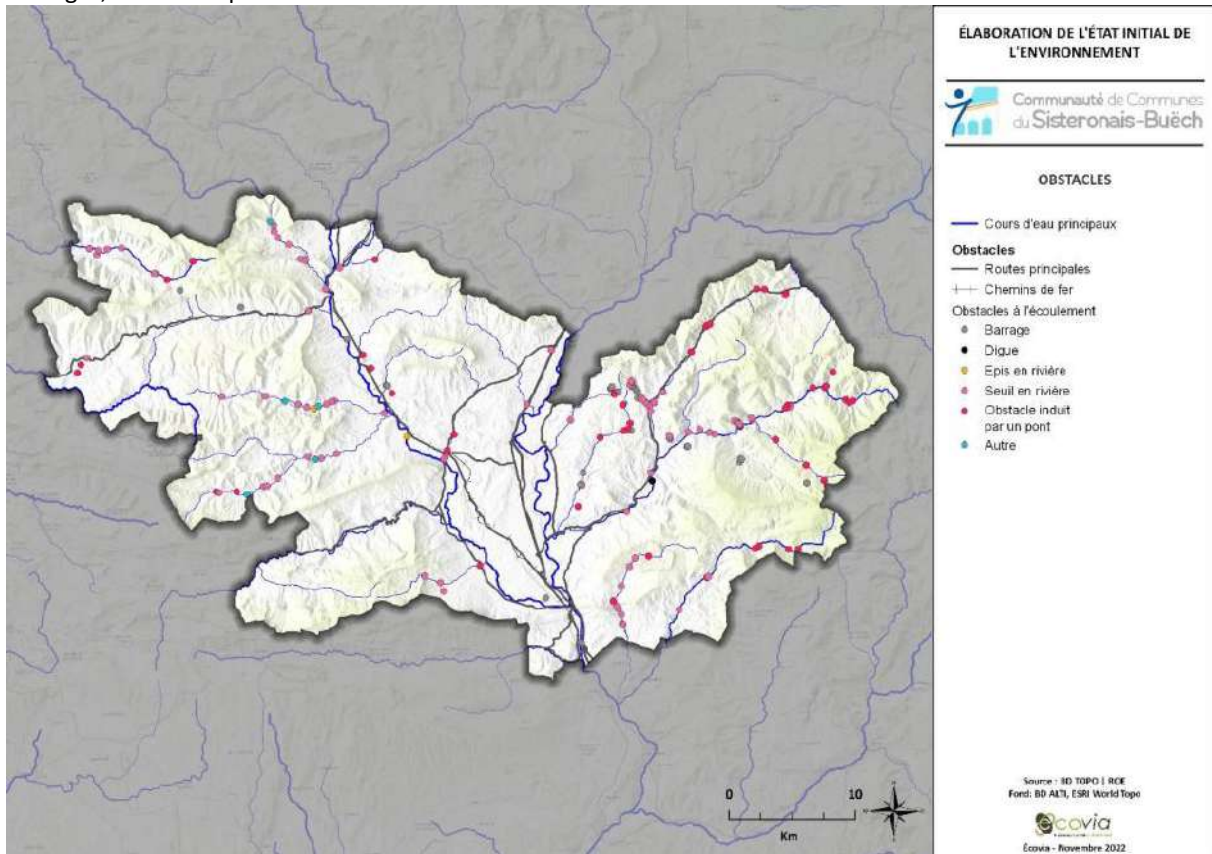 ÉLABORATION DE L'ÉTAT INITIAL DE
L'ENVIRONNEMENT
Communauté de Communes
du Sisteronais-Buëch
OBSTACLES
Cours d'eau principaux
Obstacles
Routes principales
Chemins de fer
Obstacles à l'écoulement
Barrage
Digue
Epis en rivière
Seuil en rivière
Obstacle induit
par un pont
Autre
0 10
Km
Source : BD TOPO | ROE
Fond: BD ALTI, ESRI World Topo
écovia
Écovia - Novembre 2022